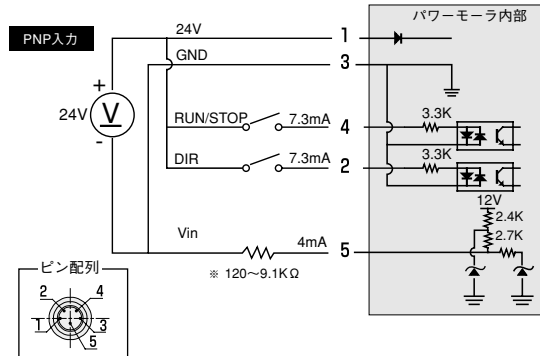 パワーモーラ内部
PNP入力
24V
1
GND
3
+
24V
V
-
RUN/STOP
7.3mA
4
3.3K
DIR
7.3mA
2
3.3K
12V
2.4K
2.7K
Vin
4mA
5
※ 120〜9.1KΩ
ピン配列
2
4
1
3
5